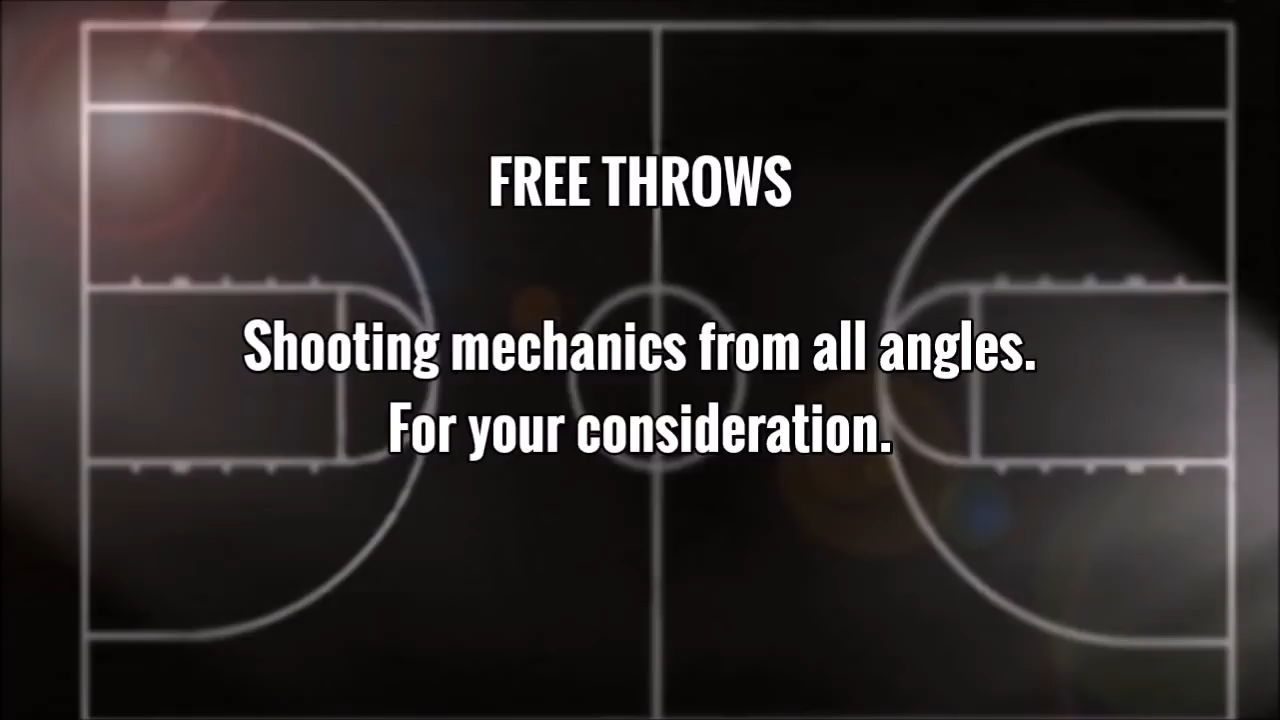 FREE THROWS
Shooting mechanics from all angles.
For your consideration.